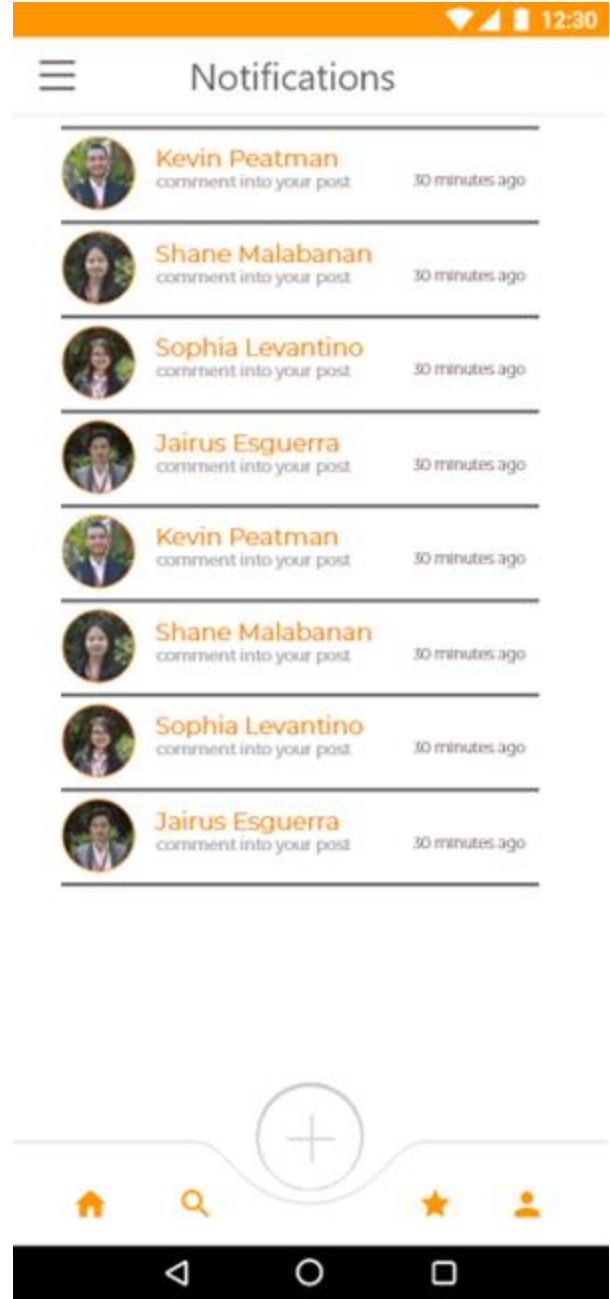 12:30
Notifications
Kevin Peatman
comment into your post 30 minutes ago
Shane Malabanan
comment into your post 30 minutes ago
Sophia Levantino
comment into your post 30 minutes ago
Jairus Esguerra
comment into your post 30 minutes ago
Kevin Peatman
comment into your post 30 minutes ago
Shane Malabanan
comment into your post 30 minutes ago
Sophia Levantino
comment into your post 30 minutes ago
Jairus Esguerra
comment into your post 30 minutes ago